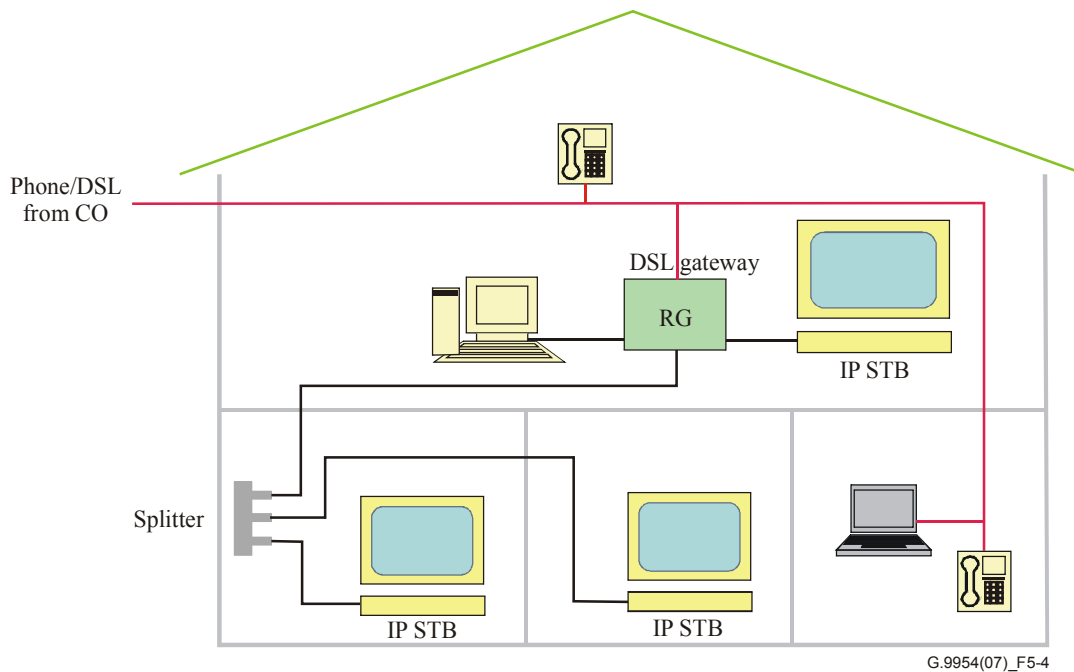 Phone/DSL
from CO
DSL gateway
RG
IP STB
Splitter
IP STB
IP STB
G.9954(07)_F5-4